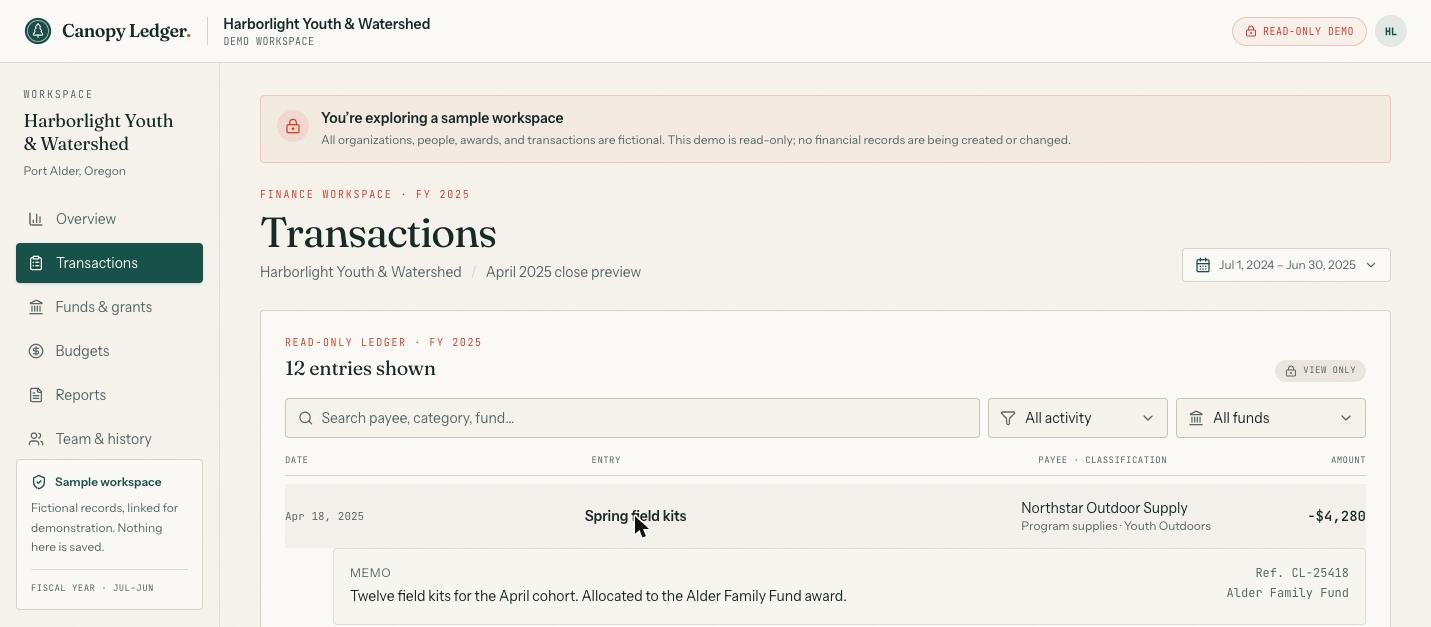 Canopy Ledger.
Harborlight Youth & Watershed
DEMO WORKSPACE
READ-ONLY DEMO
HL
WORKSPACE
Harborlight Youth
& Watershed
Port Alder, Oregon
Overview
Transactions
Funds & grants
Budgets
Reports
Team & history
Sample workspace
Fictional records, linked for
demonstration. Nothing
here is saved.
FISCAL YEAR · JUL–JUN
You’re exploring a sample workspace
All organizations, people, awards, and transactions are fictional. This demo is read-only; no financial records are being created or changed.
FINANCE WORKSPACE · FY 2025
Transactions
Harborlight Youth & Watershed / April 2025 close preview
Jul 1, 2024 – Jun 30, 2025
READ-ONLY LEDGER · FY 2025
12 entries shown
VIEW ONLY
Search payee, category, fund...
All activity
All funds
DATE ENTRY PAYEE · CLASSIFICATION AMOUNT
Apr 18, 2025 Spring field kits Northstar Outdoor Supply -$4,280
Program supplies · Youth Outdoors
MEMO Ref. CL-25418
Twelve field kits for the April cohort. Allocated to the Alder Family Fund award. Alder Family Fund